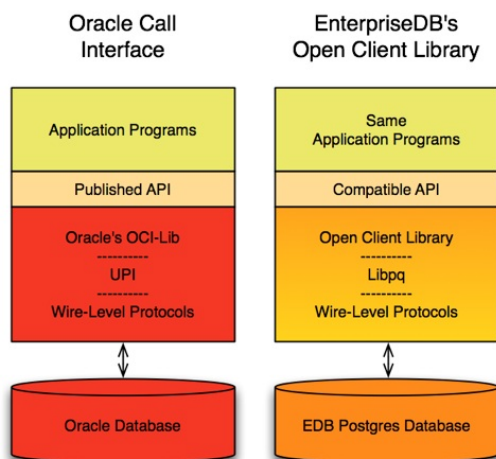 Oracle Call
Interface
Application Programs
Published API
Oracle's OCI-Lib
----------
UPI
----------
Wire-Level Protocols
Oracle Database
EnterpriseDB's
Open Client Library
Same
Application Programs
Compatible API
Open Client Library
----------
Libpq
----------
Wire-Level Protocols
EDB Postgres Database